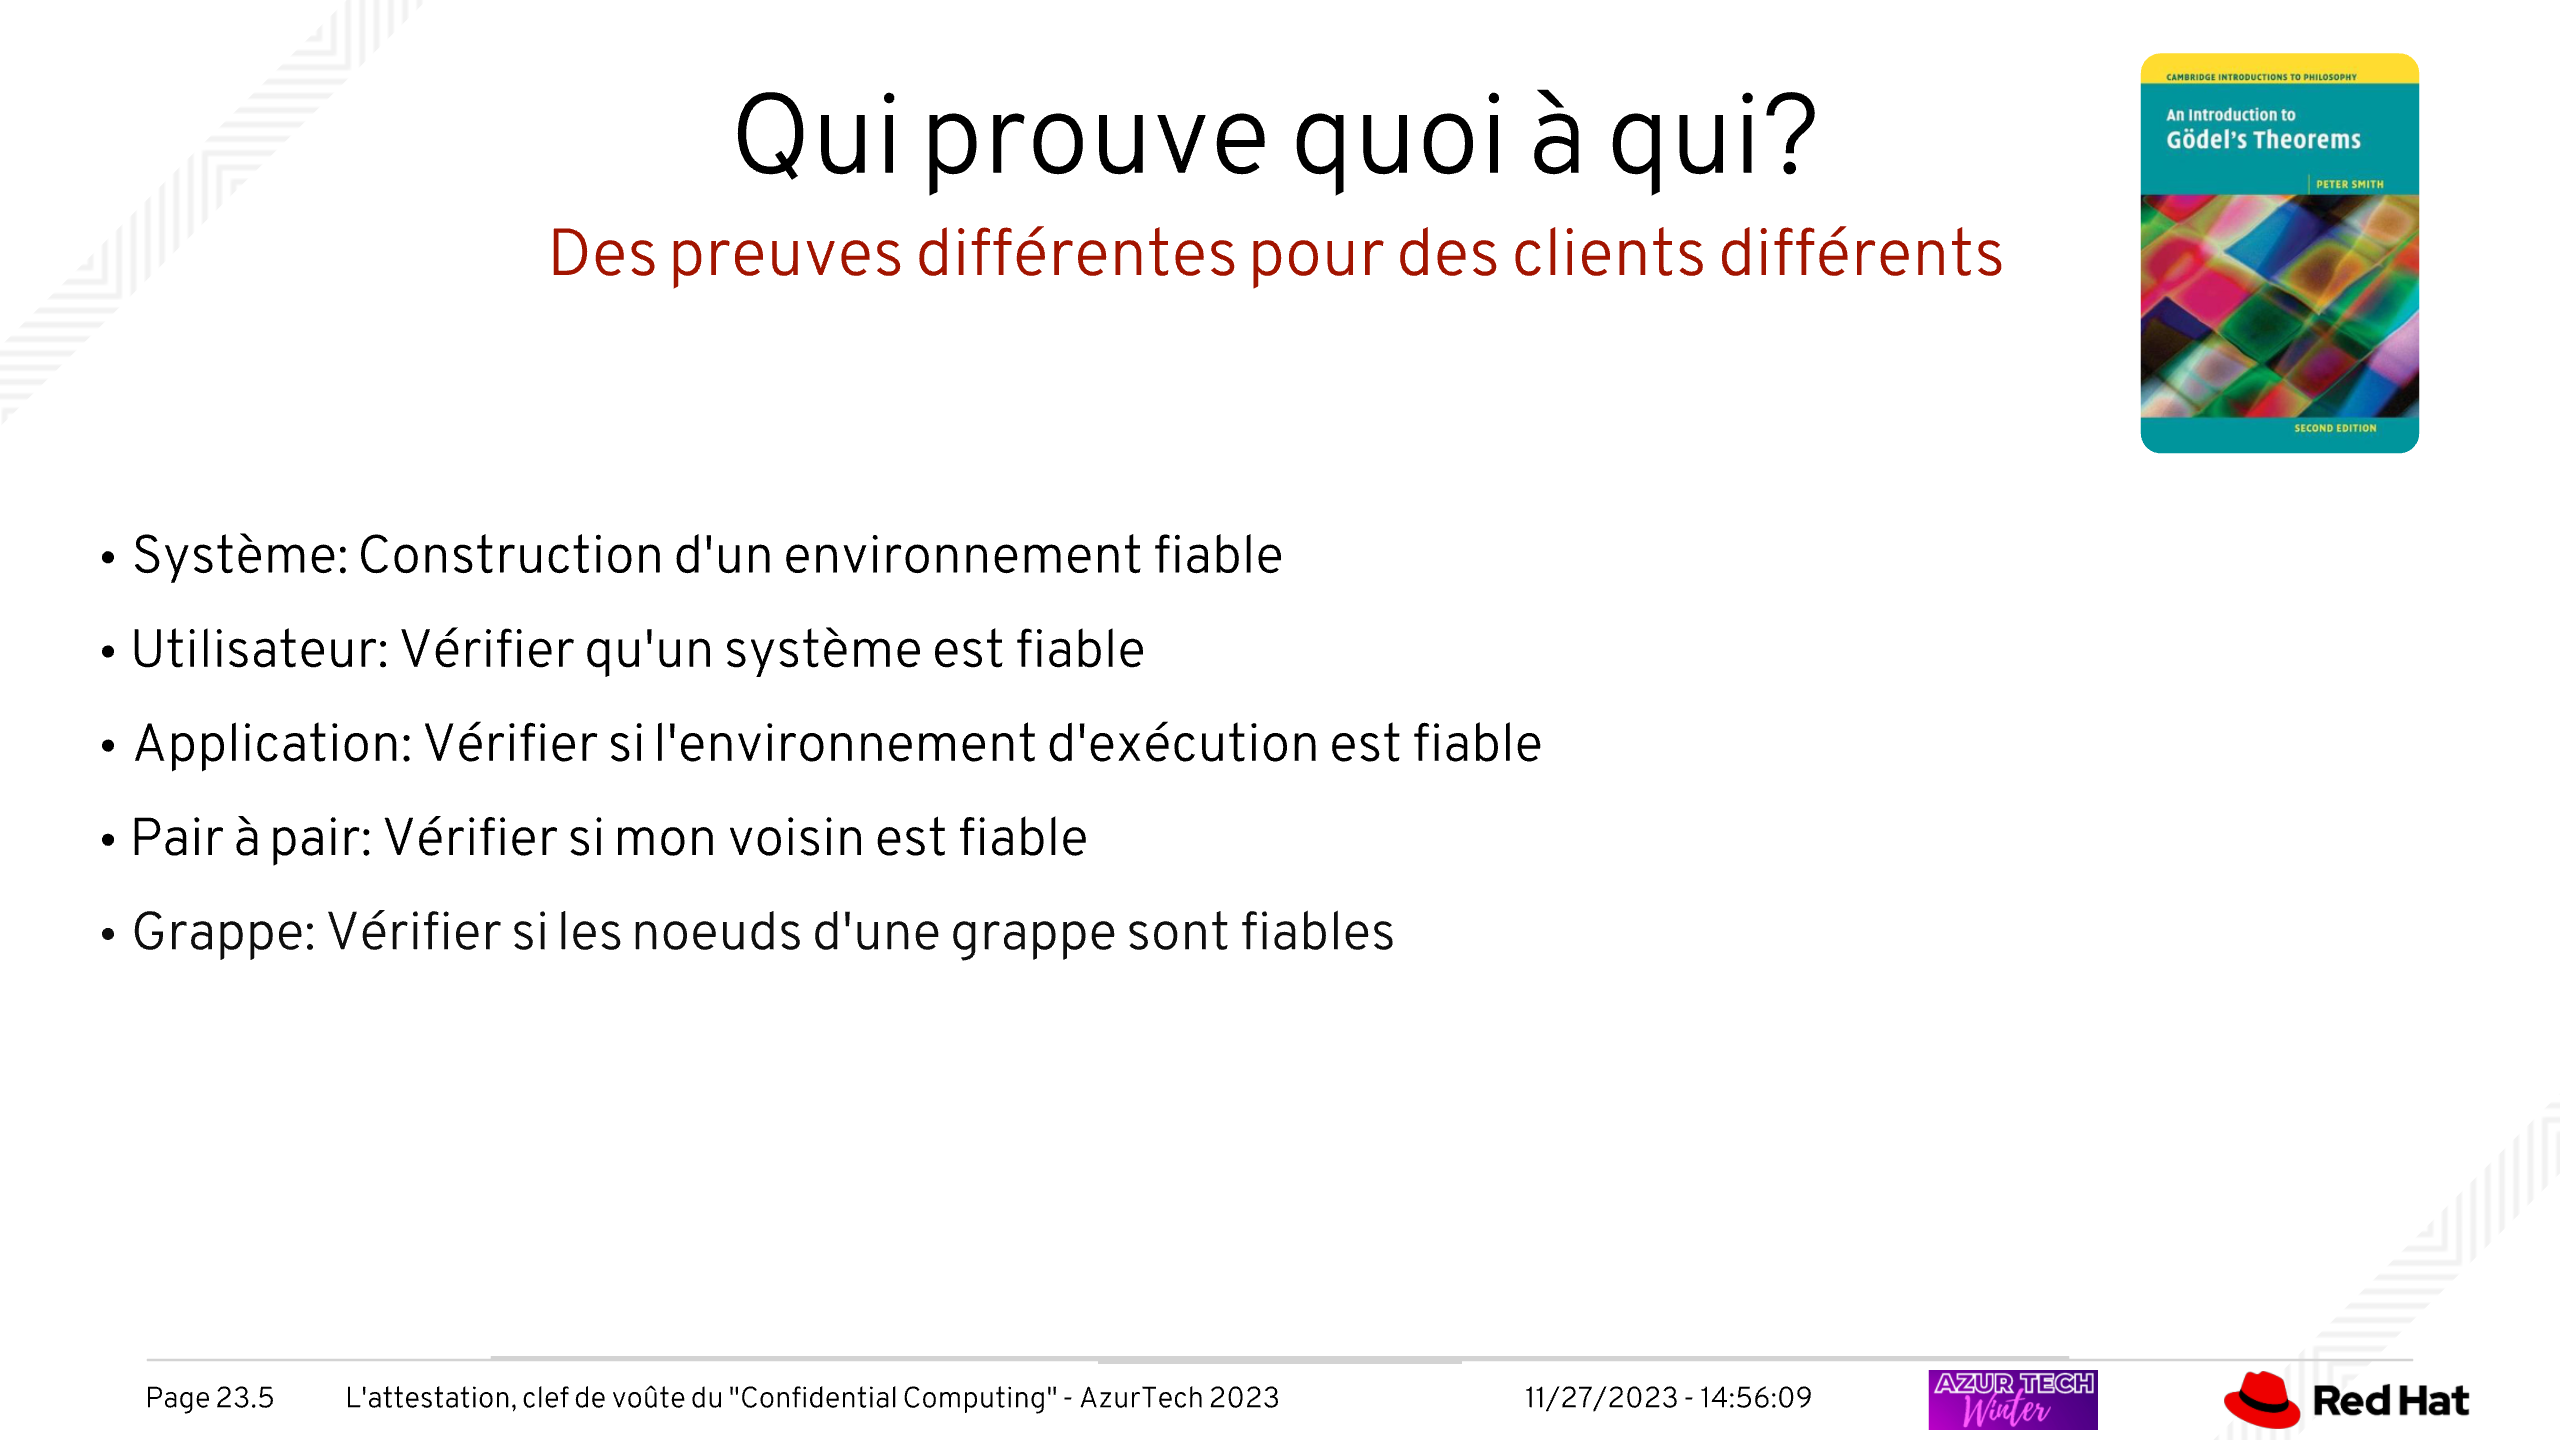 Qui prouve quoi à qui?
Des preuves différentes pour des clients différents
CAMBRIDGE INTRODUCTIONS TO PHILOSOPHY
An Introduction to
Gödel's Theorems
PETER SMITH
SECOND EDITION
• Système: Construction d'un environnement fiable
• Utilisateur: Vérifier qu'un système est fiable
• Application: Vérifier si l'environnement d'exécution est fiable
• Pair à pair: Vérifier si mon voisin est fiable
• Grappe: Vérifier si les noeuds d'une grappe sont fiables
Page 23.5 L'attestation, clef de voûte du "Confidential Computing" - AzurTech 2023 11/27/2023 - 14:56:09
AZUR TECH
Winter
Red Hat